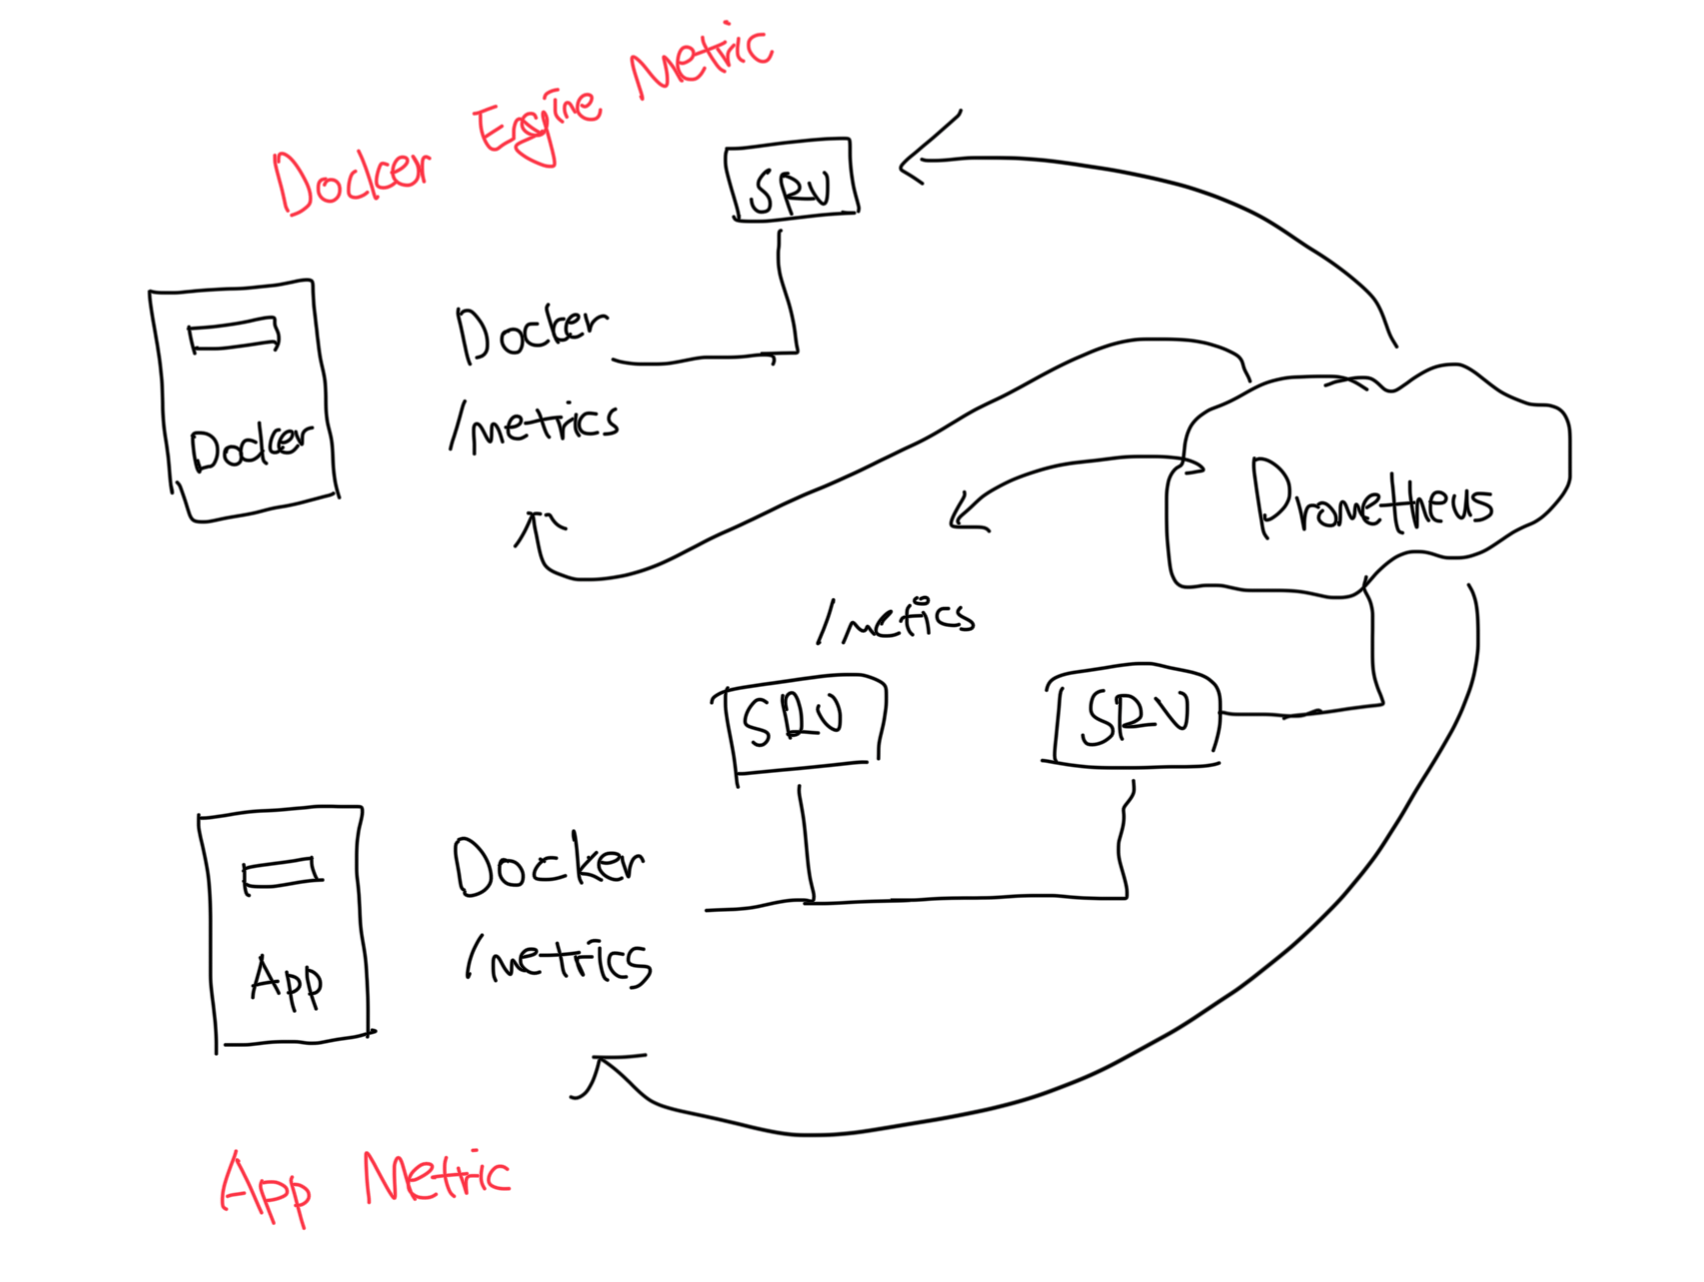 Docker Engine Metric
SRV
Docker
Docker
/metrics
Prometheus
/metics
SRV
SRV
App
Docker
/metrics
App Metric